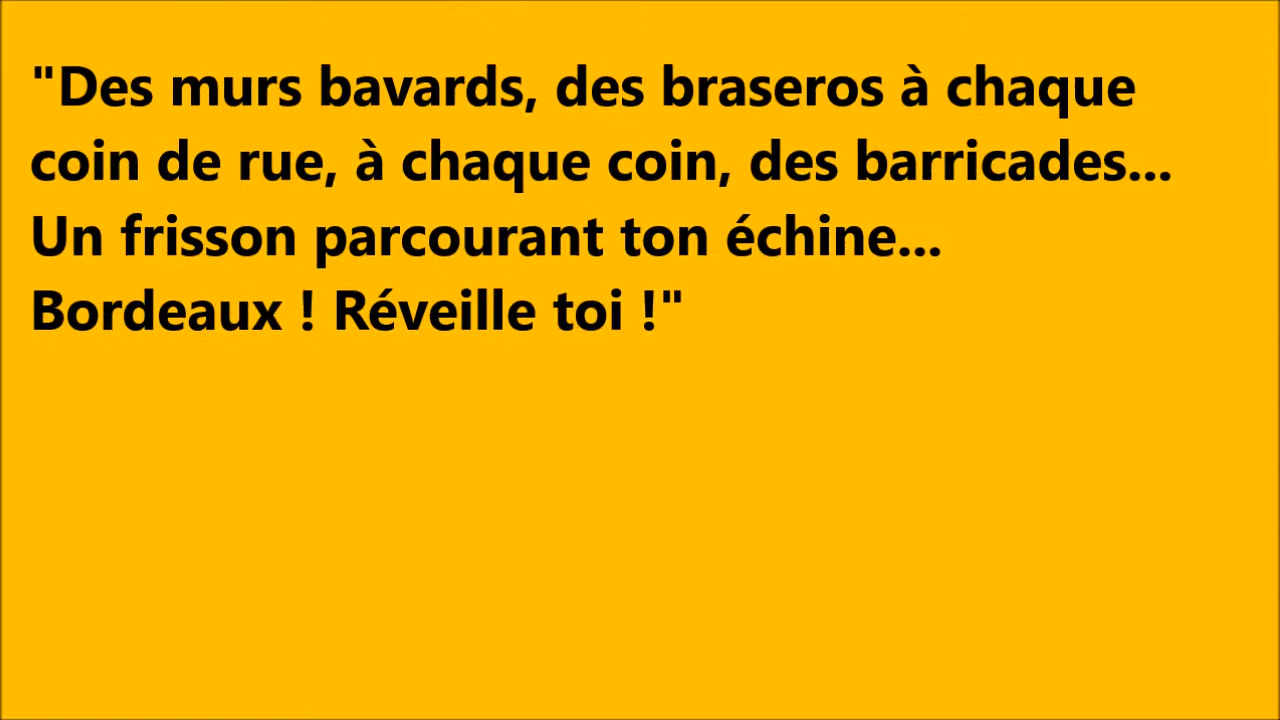 "Des murs bavards, des braseros à chaque
coin de rue, à chaque coin, des barricades...
Un frisson parcourant ton échine...
Bordeaux ! Réveille toi !"